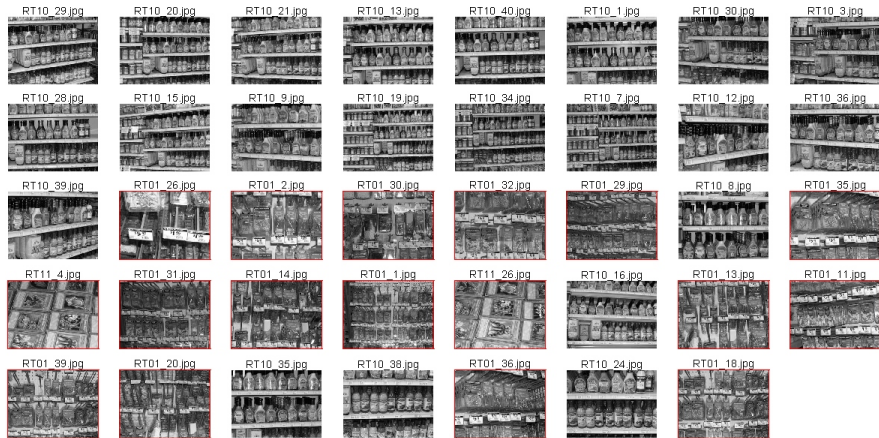 RT10_29.jpg RT10_20.jpg RT10_21.jpg RT10_13.jpg RT10_40.jpg RT10_1.jpg RT10_30.jpg RT10_3.jpg
RT10_28.jpg RT10_15.jpg RT10_9.jpg RT10_19.jpg RT10_34.jpg RT10_7.jpg RT10_12.jpg RT10_36.jpg
RT10_39.jpg RT01_26.jpg RT01_2.jpg RT01_30.jpg RT01_32.jpg RT01_29.jpg RT10_8.jpg RT01_35.jpg
RT11_4.jpg RT01_31.jpg RT01_14.jpg RT01_1.jpg RT11_26.jpg RT10_16.jpg RT01_13.jpg RT01_11.jpg
RT01_39.jpg RT01_20.jpg RT10_35.jpg RT10_38.jpg RT01_36.jpg RT10_24.jpg RT01_18.jpg